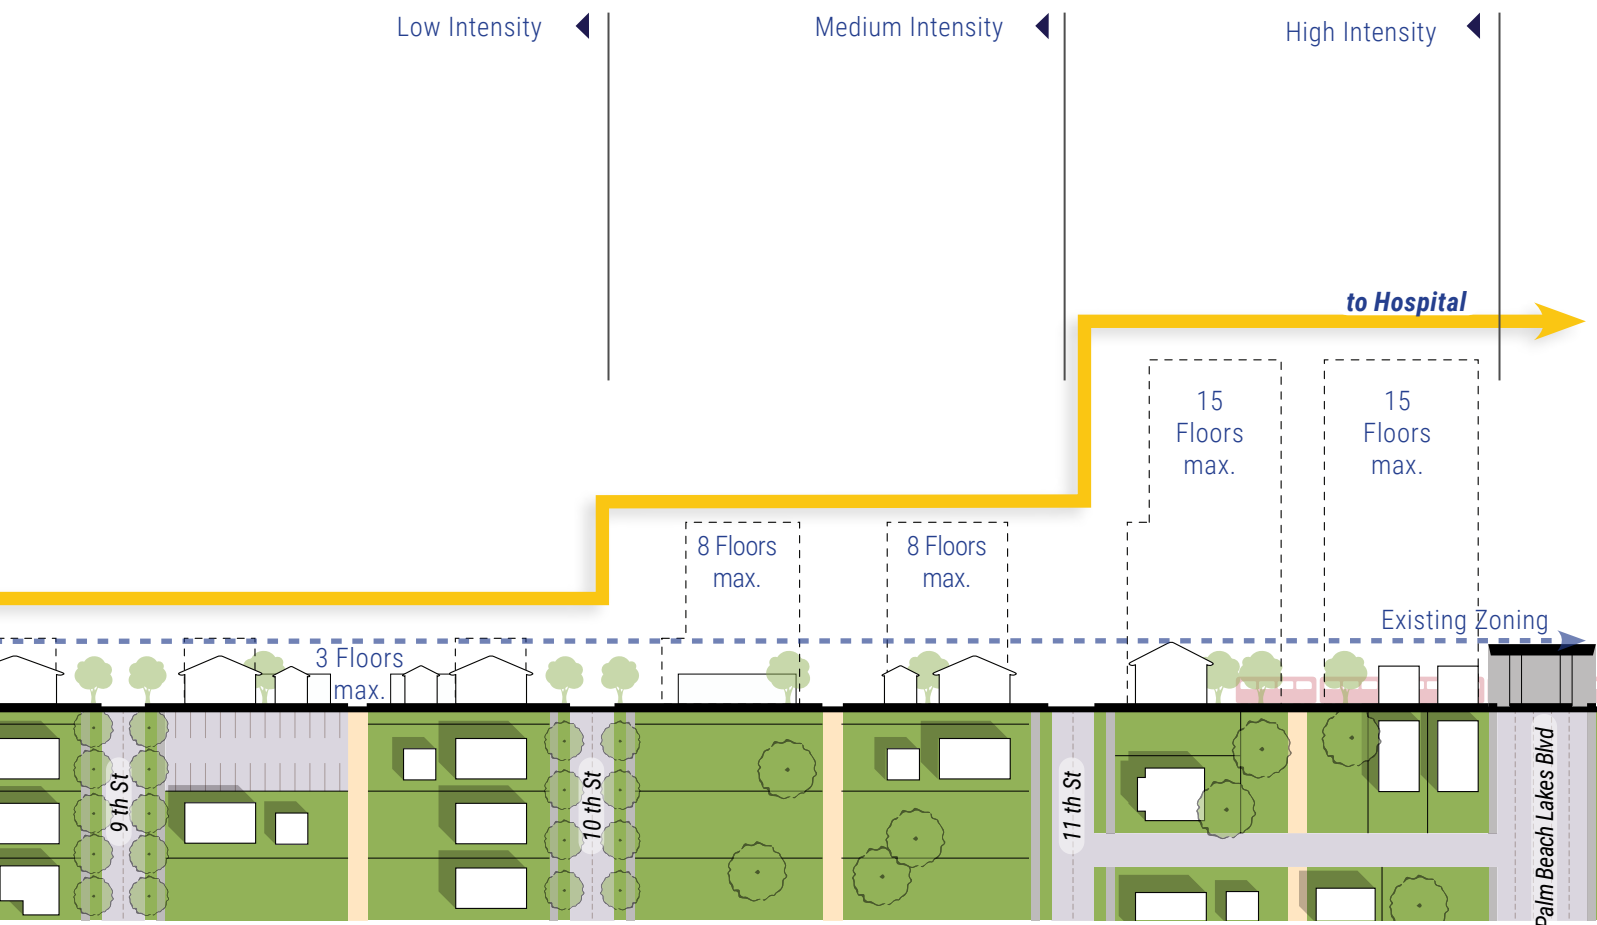 Low Intensity
Medium Intensity
High Intensity
to Hospital
15
Floors
max.
15
Floors
max.
8 Floors
max.
8 Floors
max.
Existing Zoning
3 Floors
max.
9 th St
10 th St
11 th St
Palm Beach Lakes Blvd